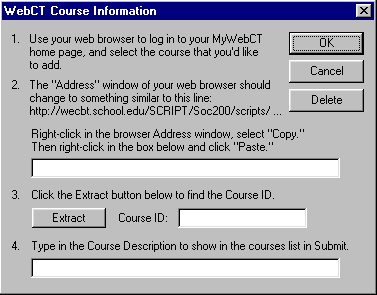 WebCT Course Information
1. Use your web browser to log in to your MyWebCT
home page, and select the course that you'd like
to add.
OK
Cancel
Delete
2. The "Address" window of your web browser should
change to something similar to this line:
http://webct.school.edu/SCRIPT/Soc200/scripts/ ...
Right-click in the browser Address window, select "Copy."
Then right-click in the box below and click "Paste."
3. Click the Extract button below to find the Course ID.
Extract Course ID:
4. Type in the Course Description to show in the courses list in Submit.